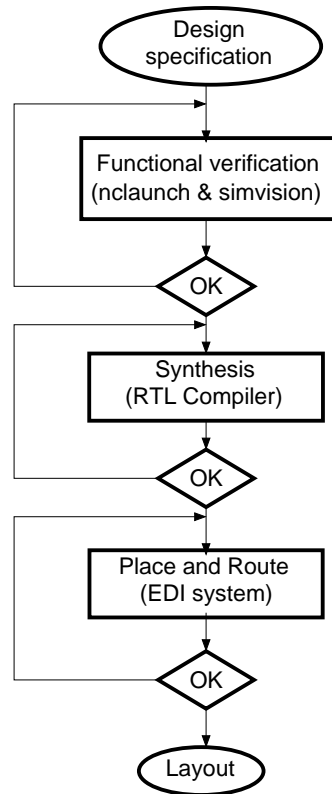 Design
specification
Functional verification
(nclaunch & simvision)
OK
Synthesis
(RTL Compiler)
OK
Place and Route
(EDI system)
OK
Layout